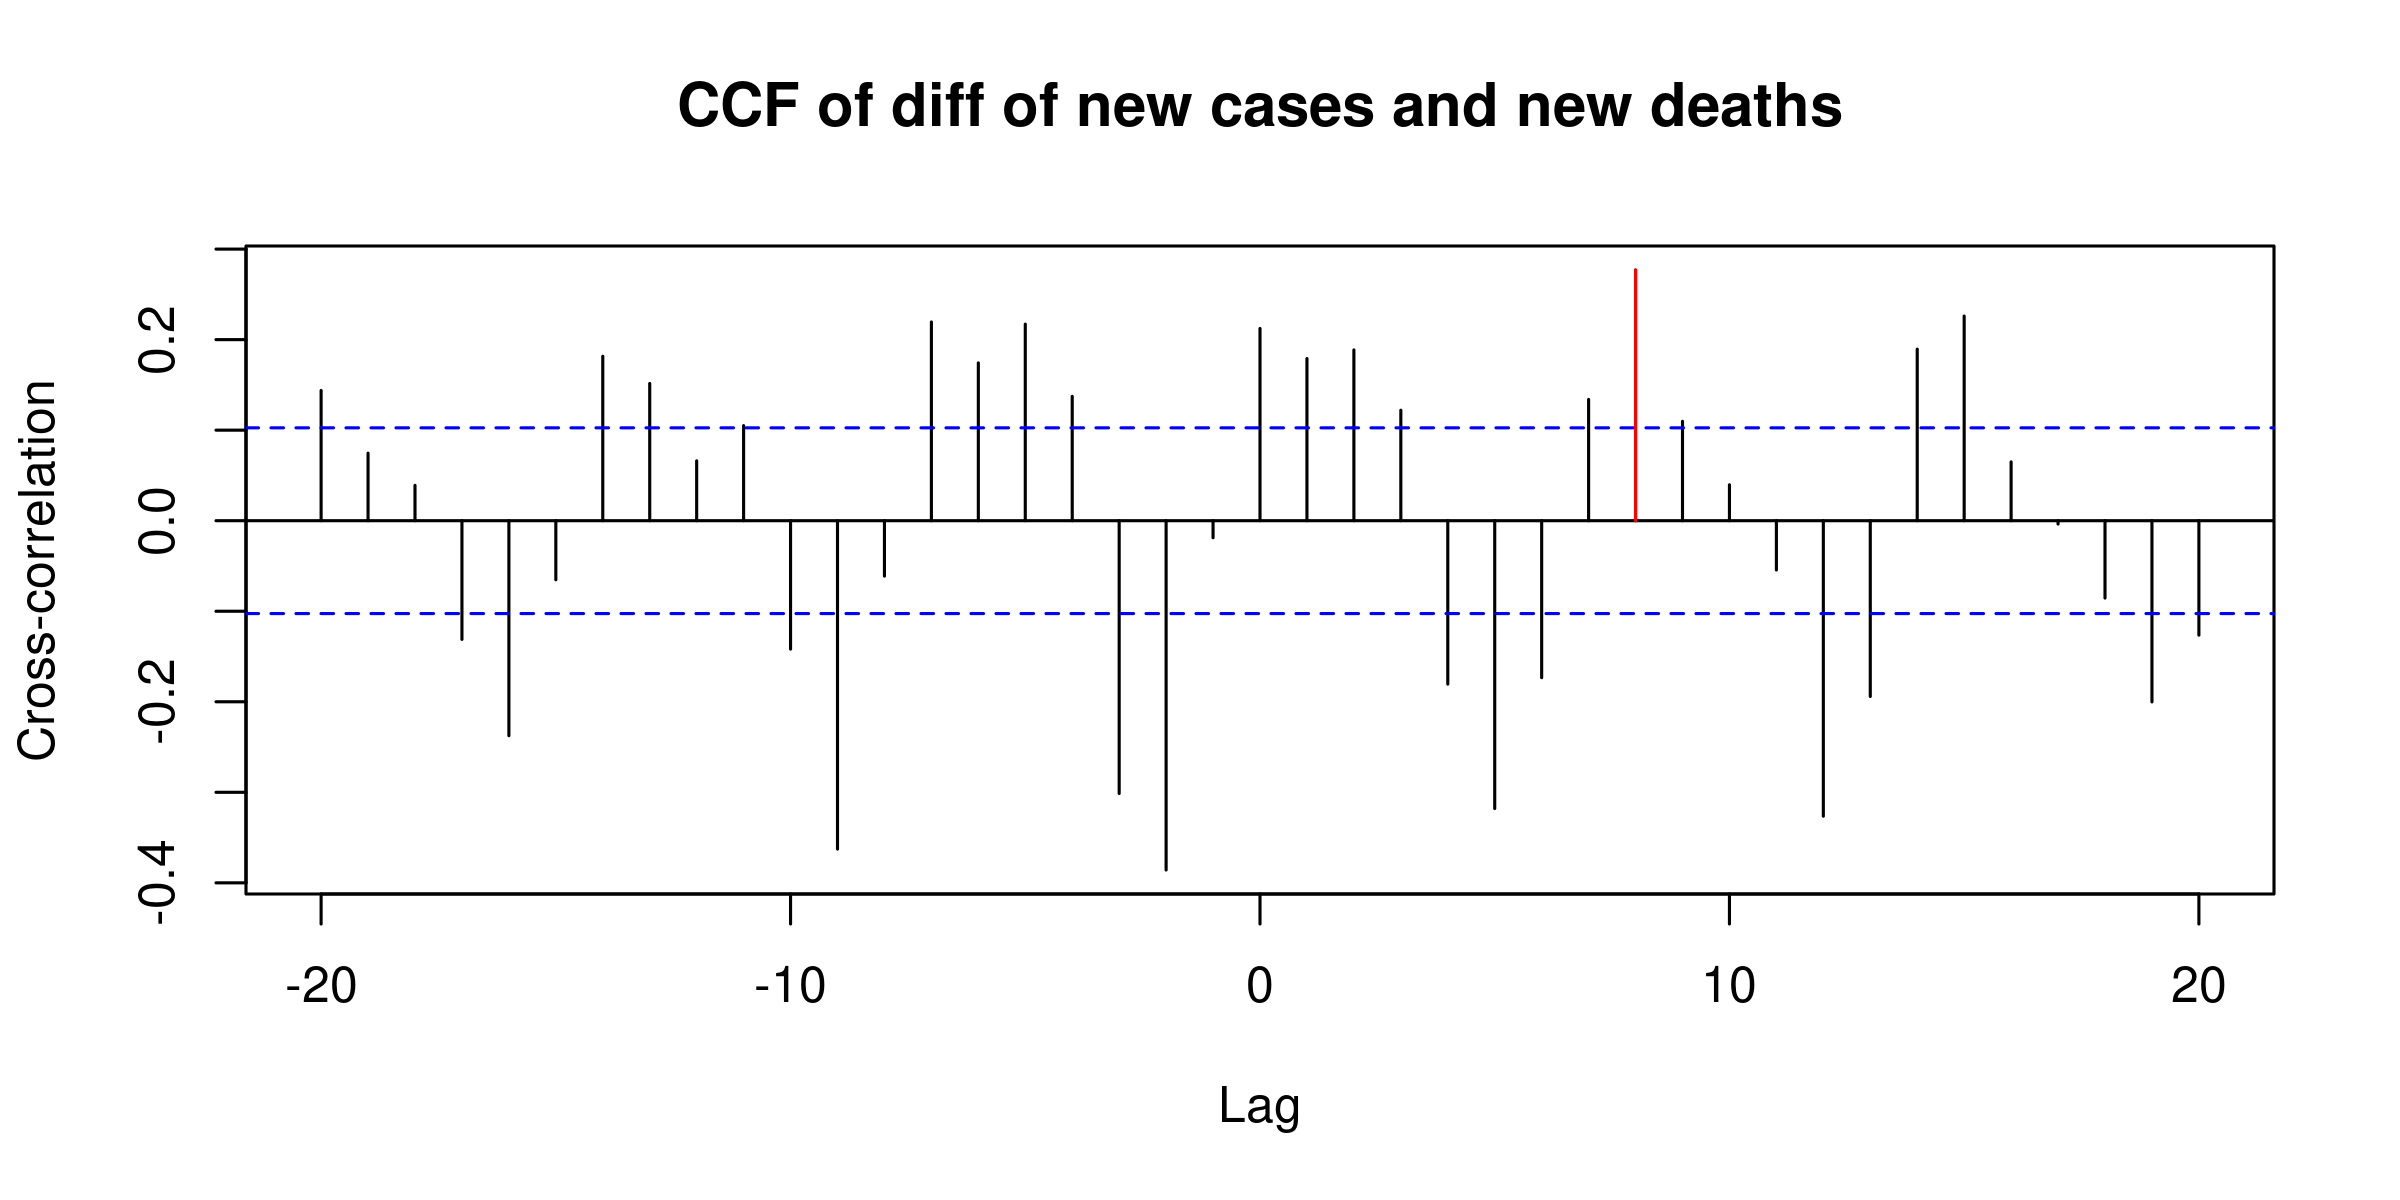 CCF of diff of new cases and new deaths
Cross-correlation
0.2
0.0
-0.2
-0.4
-20 -10 0 10 20
Lag